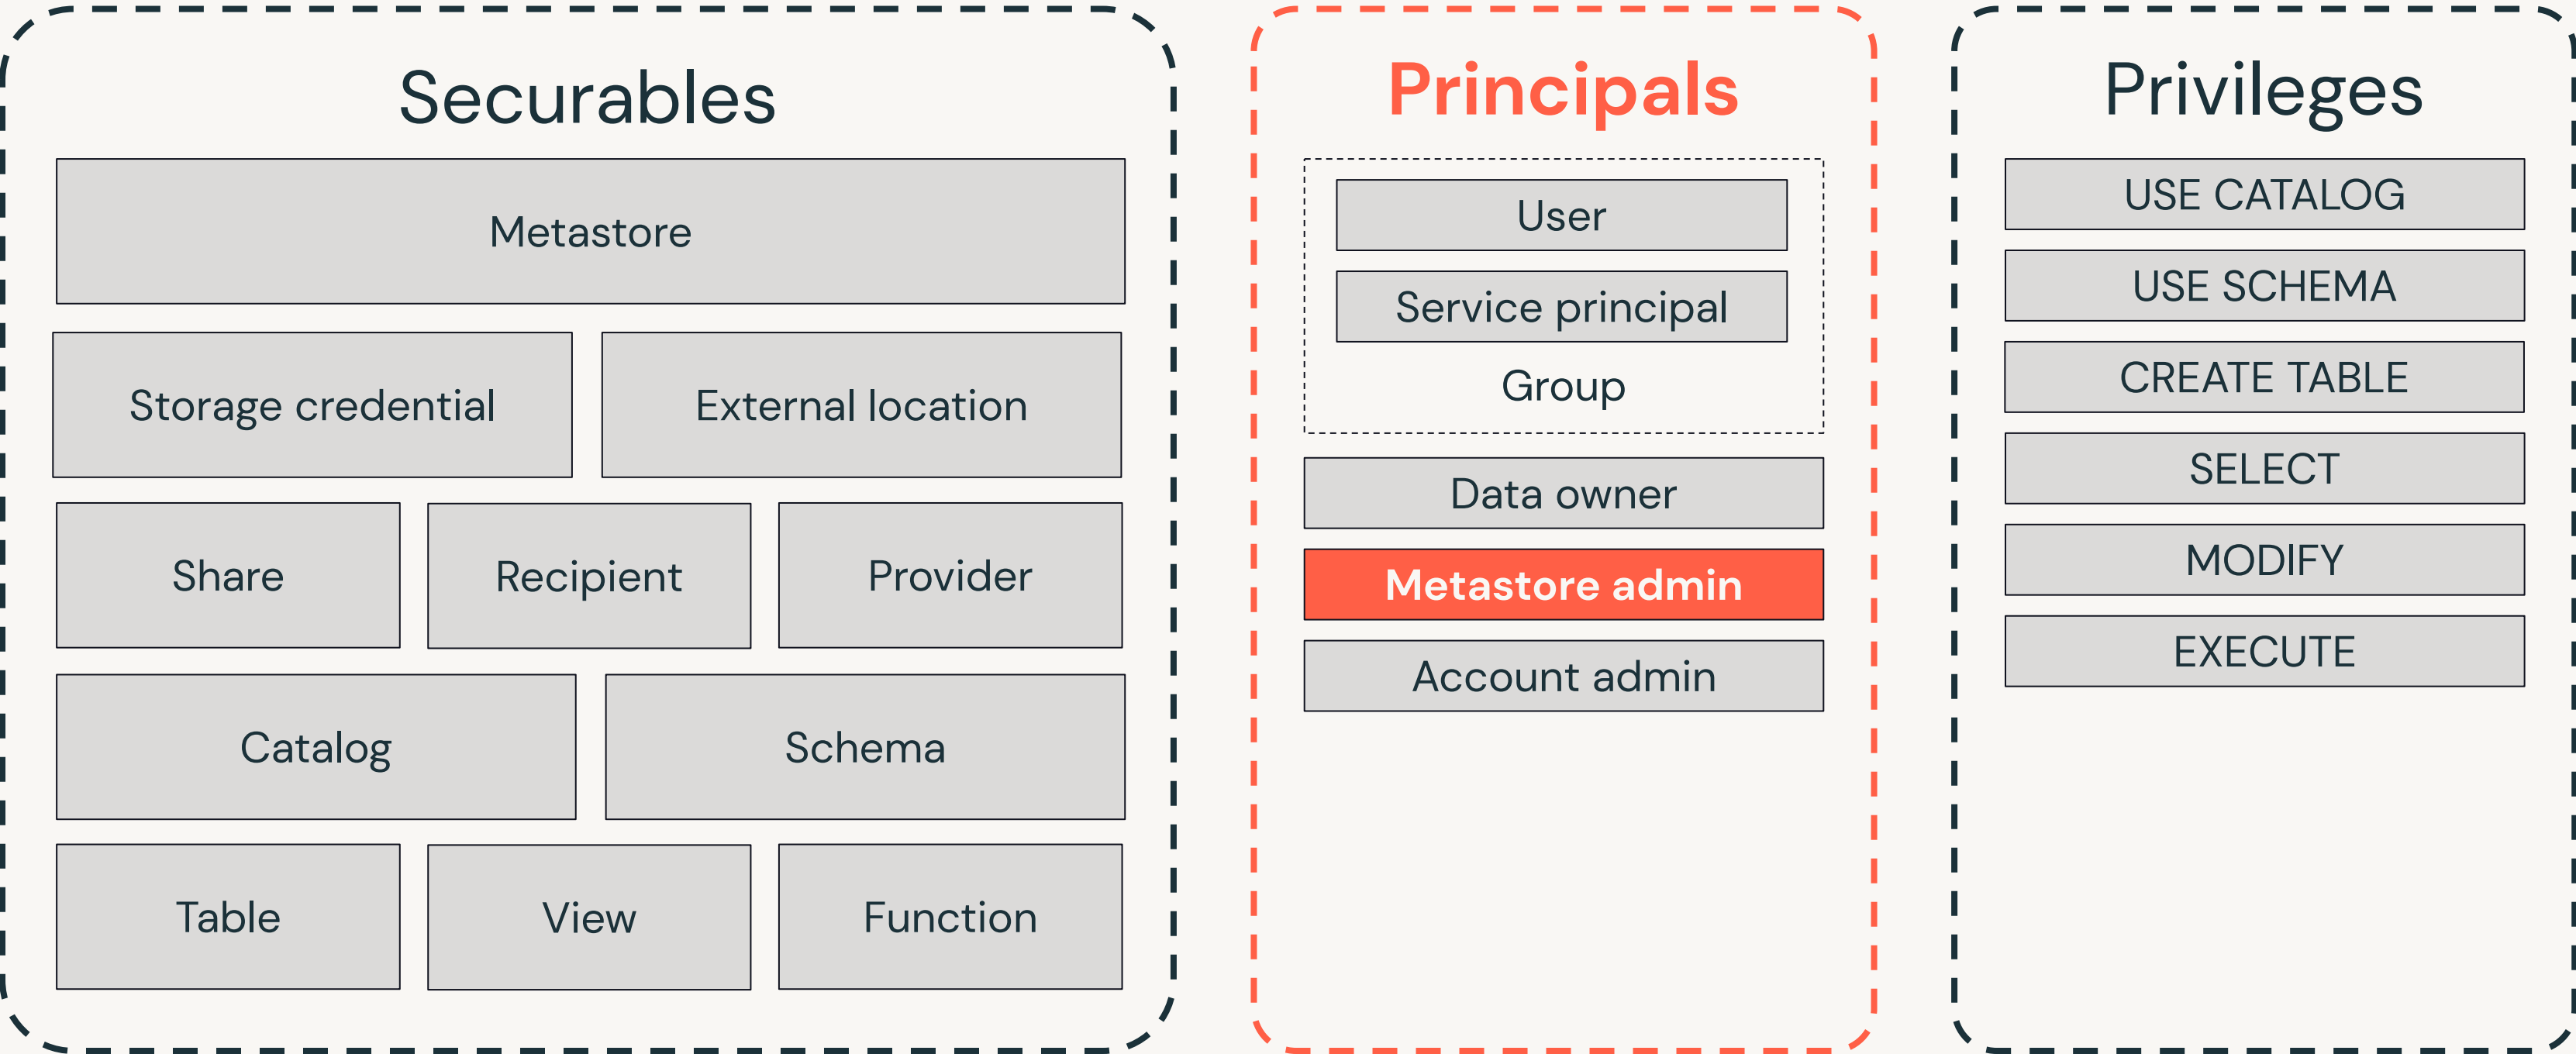 Securables
Metastore
Storage credential
External location
Share
Recipient
Provider
Catalog
Schema
Table
View
Function
Principals
User
Service principal
Group
Data owner
Metastore admin
Account admin
Privileges
USE CATALOG
USE SCHEMA
CREATE TABLE
SELECT
MODIFY
EXECUTE